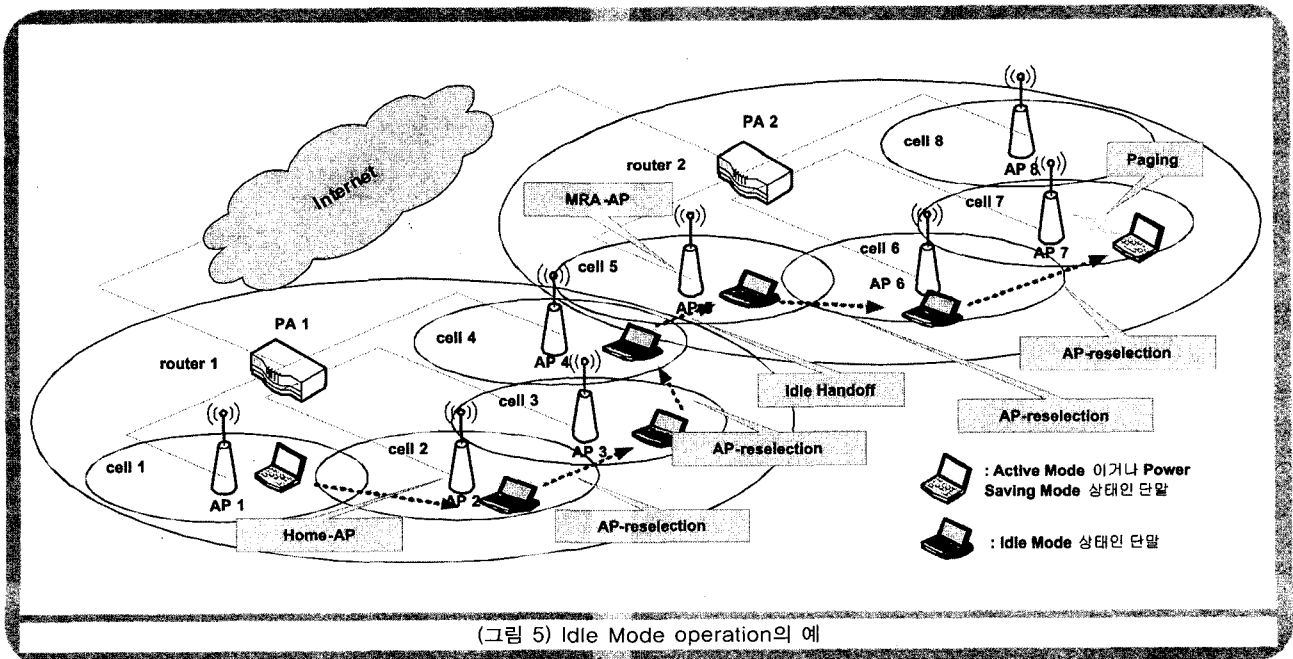 Internet
PA 2
router 2
cell 8
AP 8
Paging
MRA-AP
cell 7
AP 7
cell 6
AP 6
cell 5
AP 5
PA 1
router 1
cell 4
AP 4
AP-reselection
Idle Handoff
cell 3
AP 3
AP-reselection
AP-reselection
cell 2
AP 2
cell 1
AP 1
Home-AP
AP-reselection
: Active Mode 이거나 Power
Saving Mode 상태인 단말
: Idle Mode 상태인 단말
(그림 5) Idle Mode operation의 예